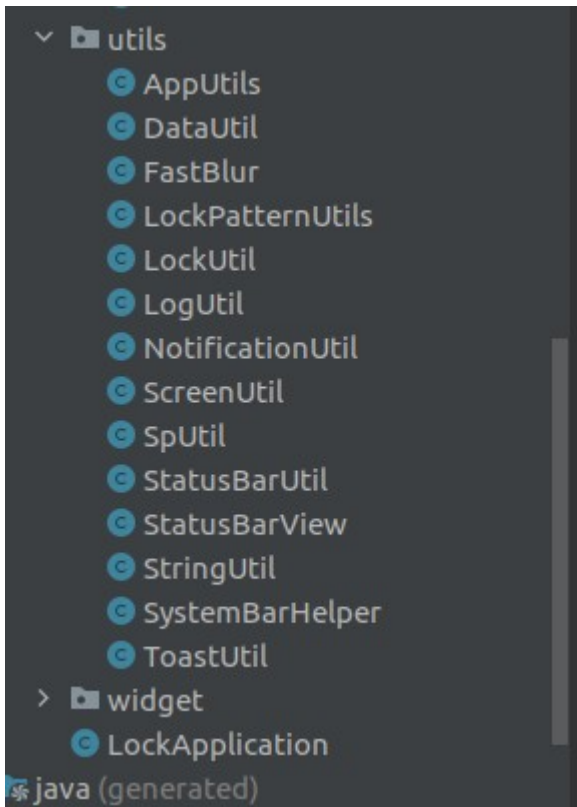 utils
AppUtils
DataUtil
FastBlur
LockPatternUtils
LockUtil
LogUtil
NotificationUtil
ScreenUtil
SpUtil
StatusBarUtil
StatusBarView
StringUtil
SystemBarHelper
ToastUtil
widget
LockApplication
java (generated)